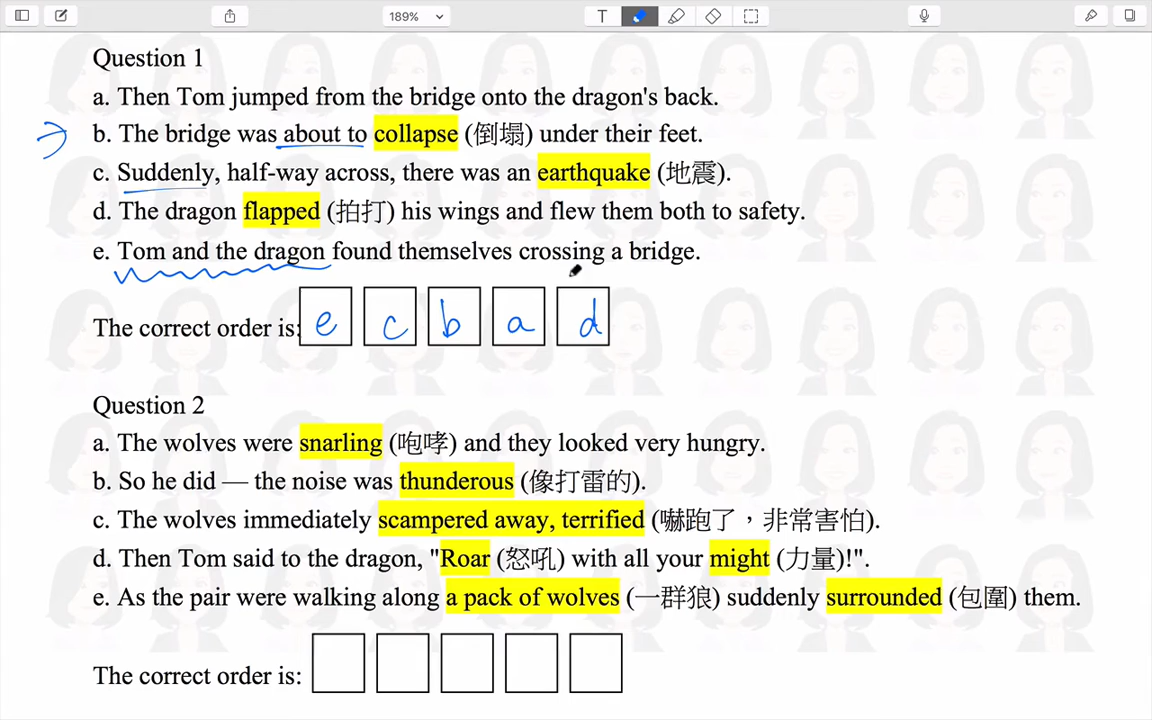 189%
T
Question 1
a. Then Tom jumped from the bridge onto the dragon's back.
b. The bridge was about to collapse (倒塌) under their feet.
c. Suddenly, half-way across, there was an earthquake (地震).
d. The dragon flapped (拍打) his wings and flew them both to safety.
e. Tom and the dragon found themselves crossing a bridge.
The correct order is: e c b a d
Question 2
a. The wolves were snarling (咆哮) and they looked very hungry.
b. So he did — the noise was thunderous (像打雷的).
c. The wolves immediately scampered away, terrified (嚇跑了，非常害怕).
d. Then Tom said to the dragon, "Roar (怒吼) with all your might (力量)!".
e. As the pair were walking along a pack of wolves (一群狼) suddenly surrounded (包圍) them.
The correct order is: